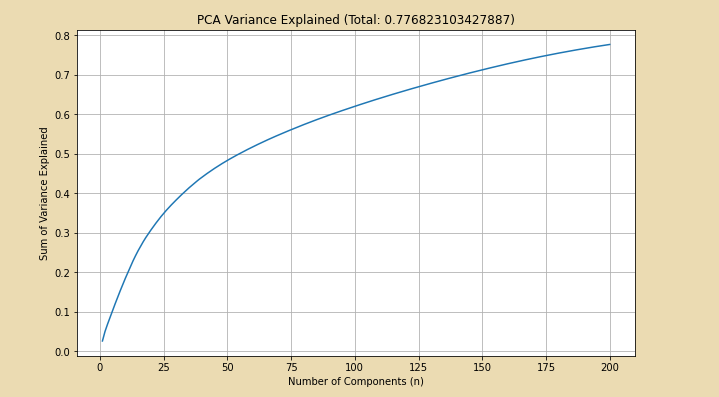 PCA Variance Explained (Total: 0.776823103427887)
0.8
0.7
0.6
0.5
0.4
0.3
0.2
0.1
0.0
Sum of Variance Explained
0 25 50 75 100 125 150 175 200
Number of Components (n)